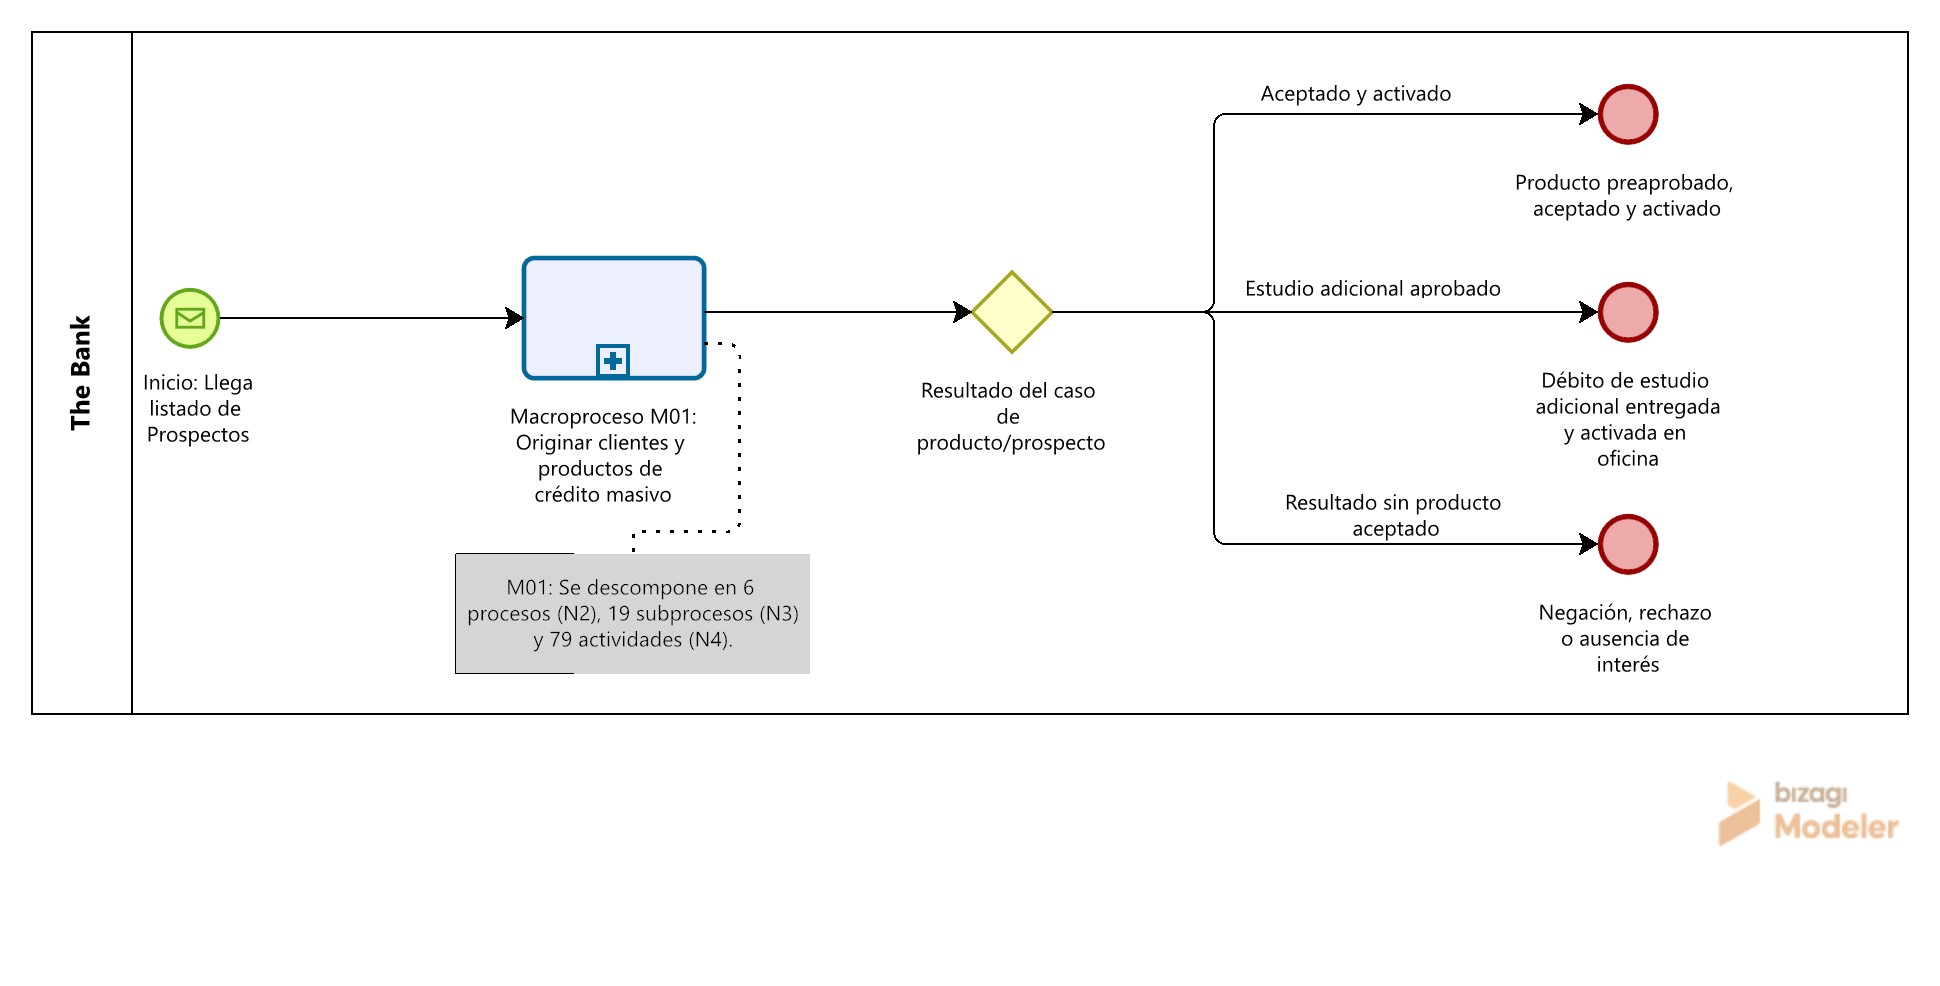 The Bank
Inicio: Llega
listado de
Prospectos
Macroproceso M01:
Originar clientes y
productos de
crédito masivo
M01: Se descompone en 6
procesos (N2), 19 subprocesos (N3)
y 79 actividades (N4).
Resultado del caso
de
producto/prospecto
Aceptado y activado
Producto preaprobado,
aceptado y activado
Estudio adicional aprobado
Débito de estudio
adicional entregada
y activada en
oficina
Resultado sin producto
aceptado
Negación, rechazo
o ausencia de
interés
bizagi
Modeler